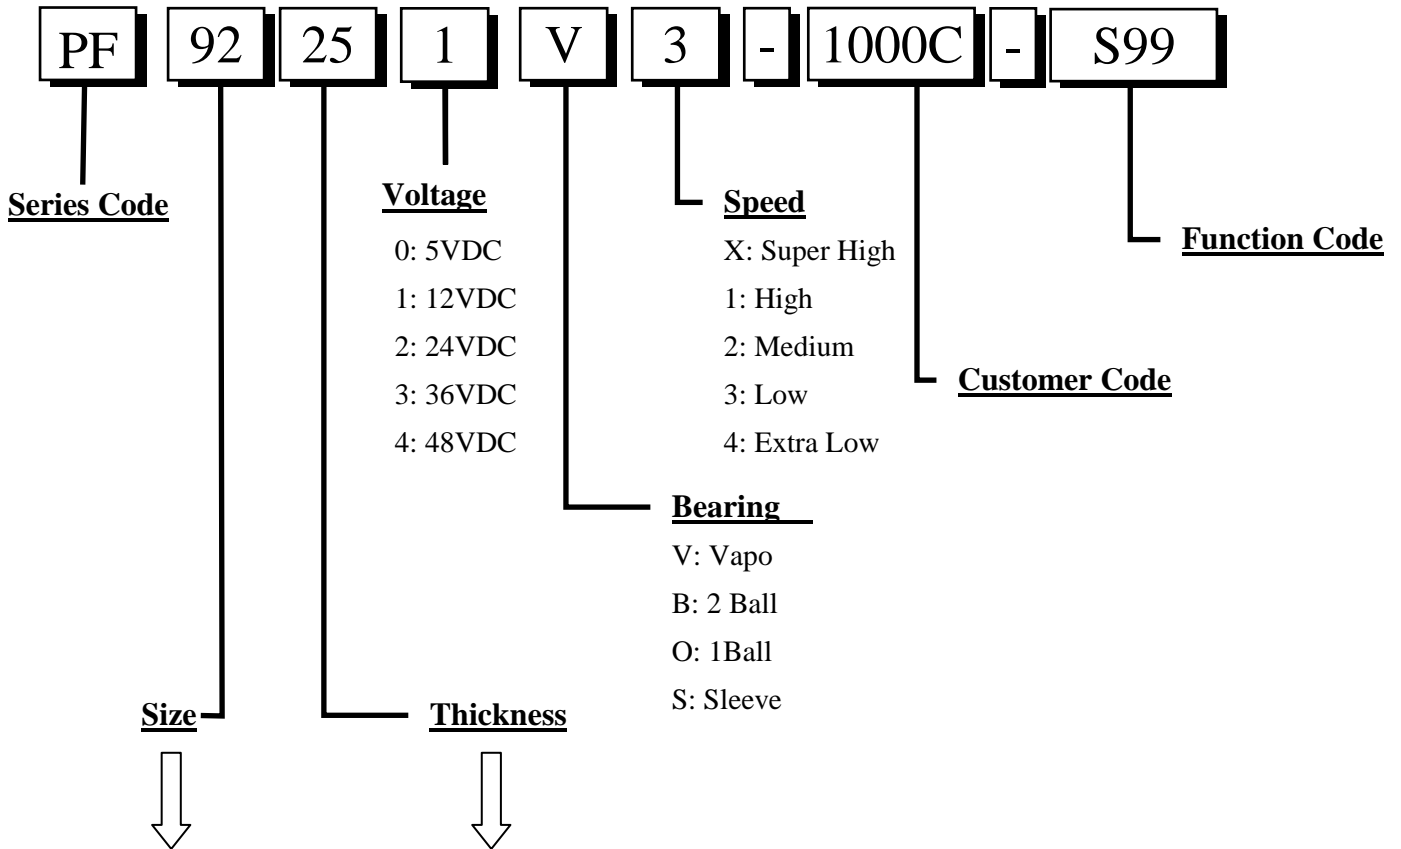 PF 92 25 1 V 3 - 1000C - S99
Series Code
Voltage
0: 5VDC
1: 12VDC
2: 24VDC
3: 36VDC
4: 48VDC
Speed
X: Super High
1: High
2: Medium
3: Low
4: Extra Low
Function Code
Customer Code
Bearing
V: Vapo
B: 2 Ball
O: 1Ball
S: Sleeve
Size
Thickness